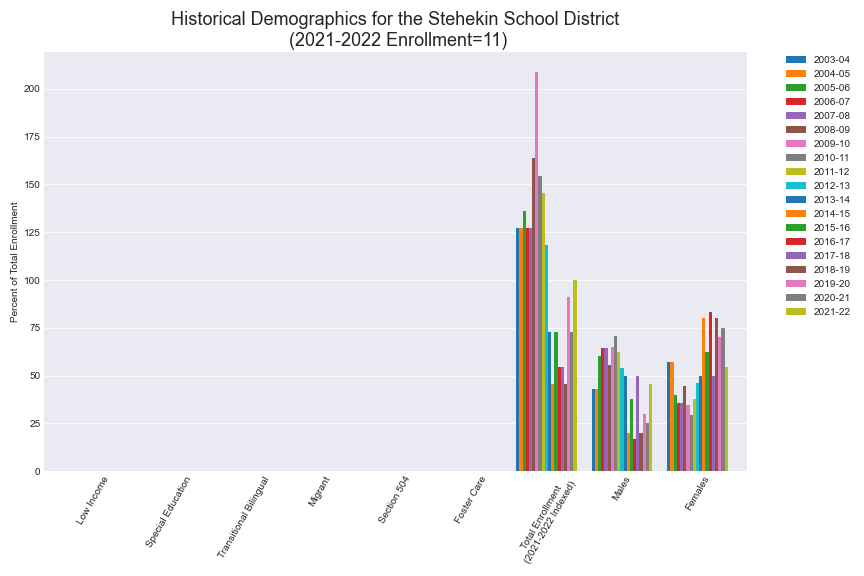 Historical Demographics for the Stehekin School District
(2021-2022 Enrollment=11)
Percent of Total Enrollment
200
175
150
125
100
75
50
25
0
Low Income
Special Education
Transitional Bilingual
Migrant
Section 504
Foster Care
Total Enrollment
(2021-2022 Indexed)
Males
Females
2003-04
2004-05
2005-06
2006-07
2007-08
2008-09
2009-10
2010-11
2011-12
2012-13
2013-14
2014-15
2015-16
2016-17
2017-18
2018-19
2019-20
2020-21
2021-22